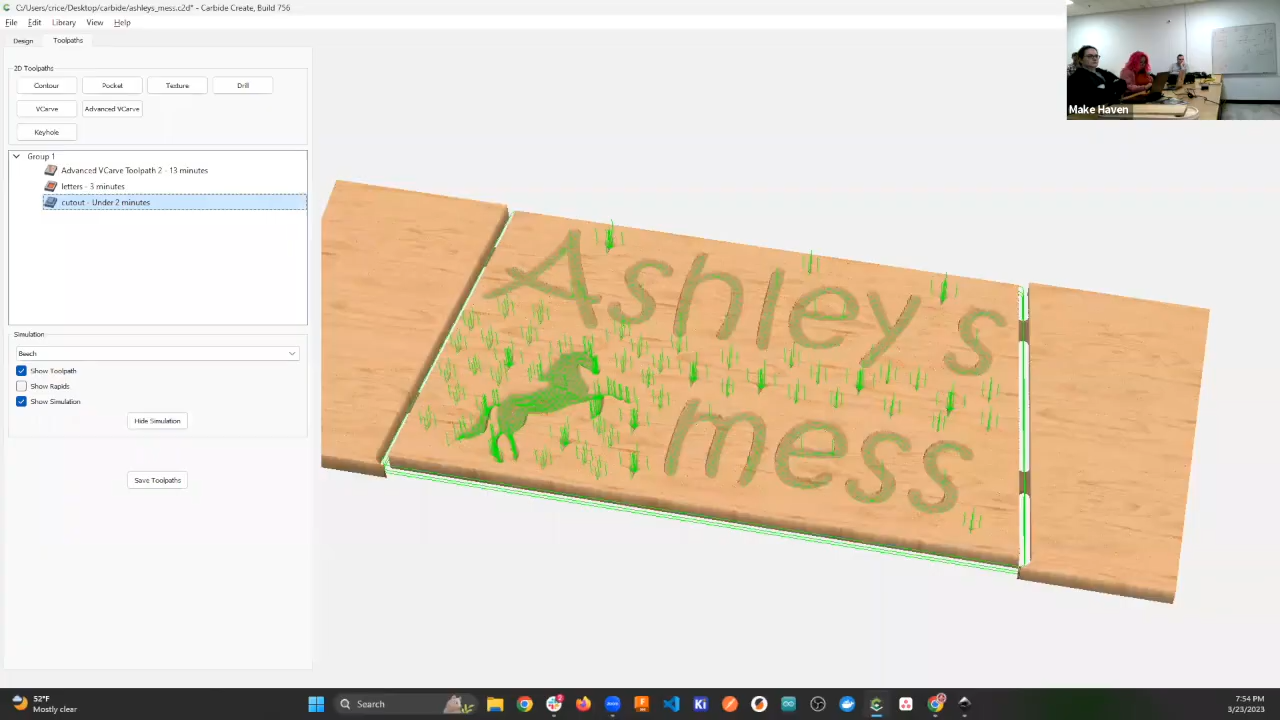 C:/Users/crice/Desktop/carbide/ashleys_mess.c2d* - Carbide Create, Build 756
File Edit Library View Help
Design Toolpaths
2D Toolpaths
Contour Pocket Texture Drill
VCarve Advanced VCarve
Keyhole
Group 1
Advanced VCarve Toolpath 2 - 13 minutes
letters - 3 minutes
cutout - Under 2 minutes
Simulation
Beech
Show Toolpath
Show Rapids
Show Simulation
Hide Simulation
Save Toolpaths
Ashley s
mess
Make Haven
52°F
Mostly clear
Search
Ki
7:54 PM
3/23/2023